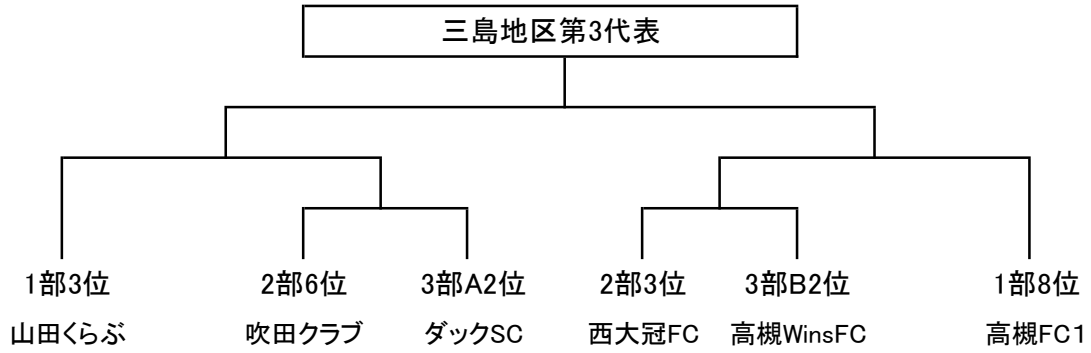 三島地区第3代表
1部3位 2部6位 3部A2位 2部3位 3部B2位 1部8位
山田くらぶ 吹田クラブ ダックSC 西大冠FC 高槻WinsFC 高槻FC1